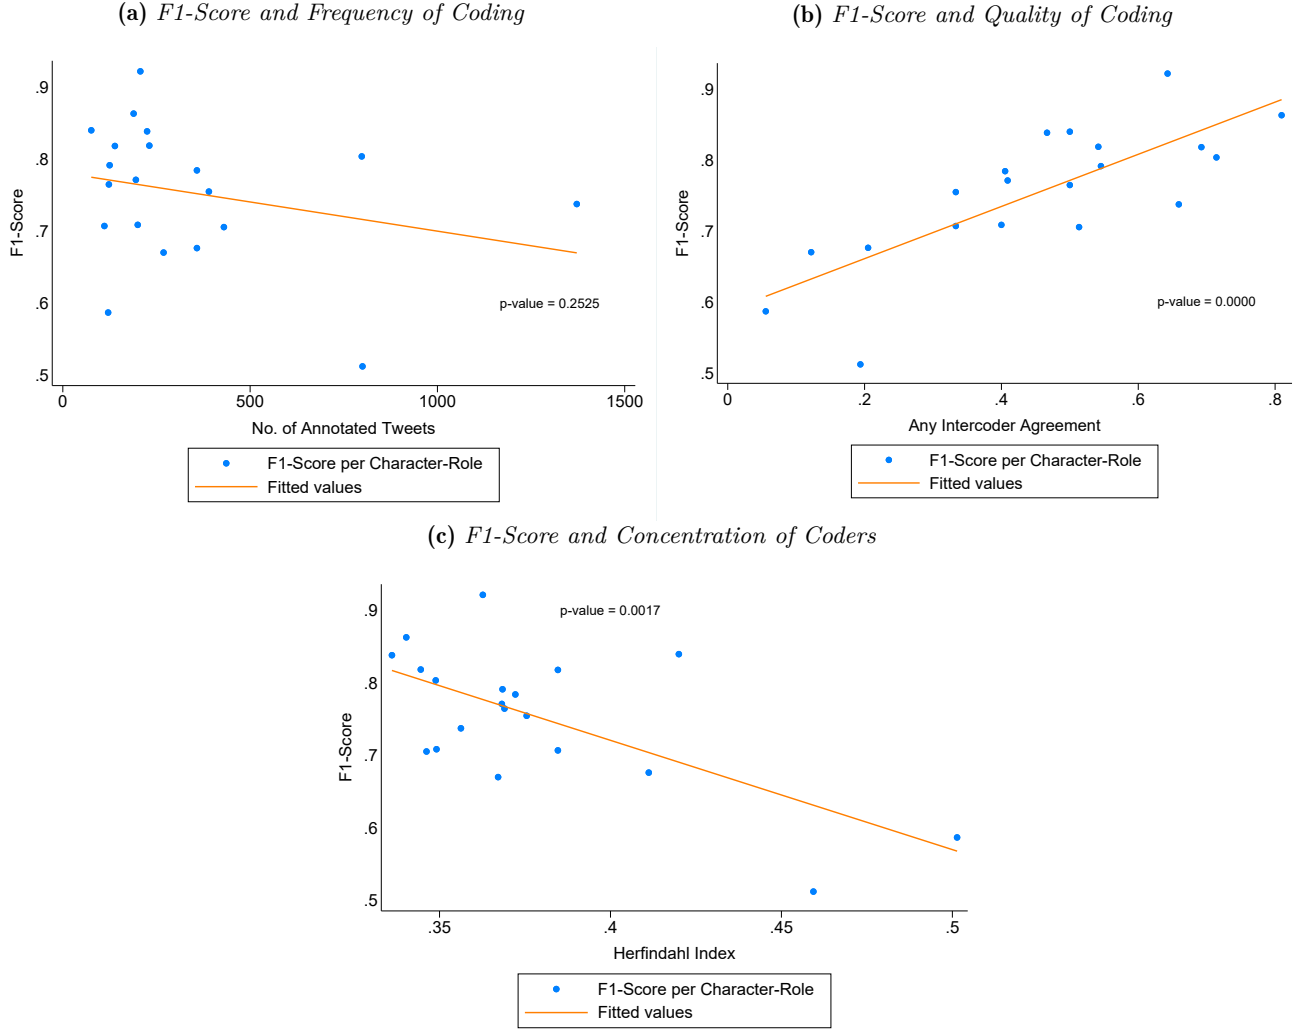 (a) F1-Score and Frequency of Coding
F1-Score
.9
.8
.7
.6
.5
p-value = 0.2525
0
500
1000
1500
No. of Annotated Tweets
F1-Score per Character-Role
Fitted values
(b) F1-Score and Quality of Coding
F1-Score
.9
.8
.7
.6
.5
p-value = 0.0000
0
.2
.4
.6
.8
Any Intercoder Agreement
F1-Score per Character-Role
Fitted values
(c) F1-Score and Concentration of Coders
F1-Score
.9
.8
.7
.6
.5
p-value = 0.0017
.35
.4
.45
.5
Herfindahl Index
F1-Score per Character-Role
Fitted values